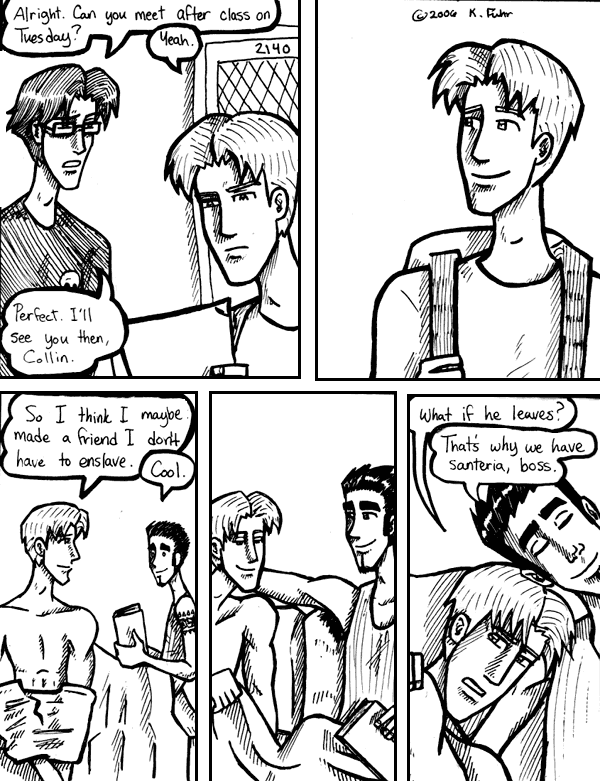 Alright. Can you meet after class on
Tuesday?
Yeah.
2140
Perfect. I'll
see you then,
Collin.
©2006 K. Fuhr
So I think I maybe
made a friend I don't
have to enslave.
Cool.
What if he leaves?
That's why we have
santeria, boss.